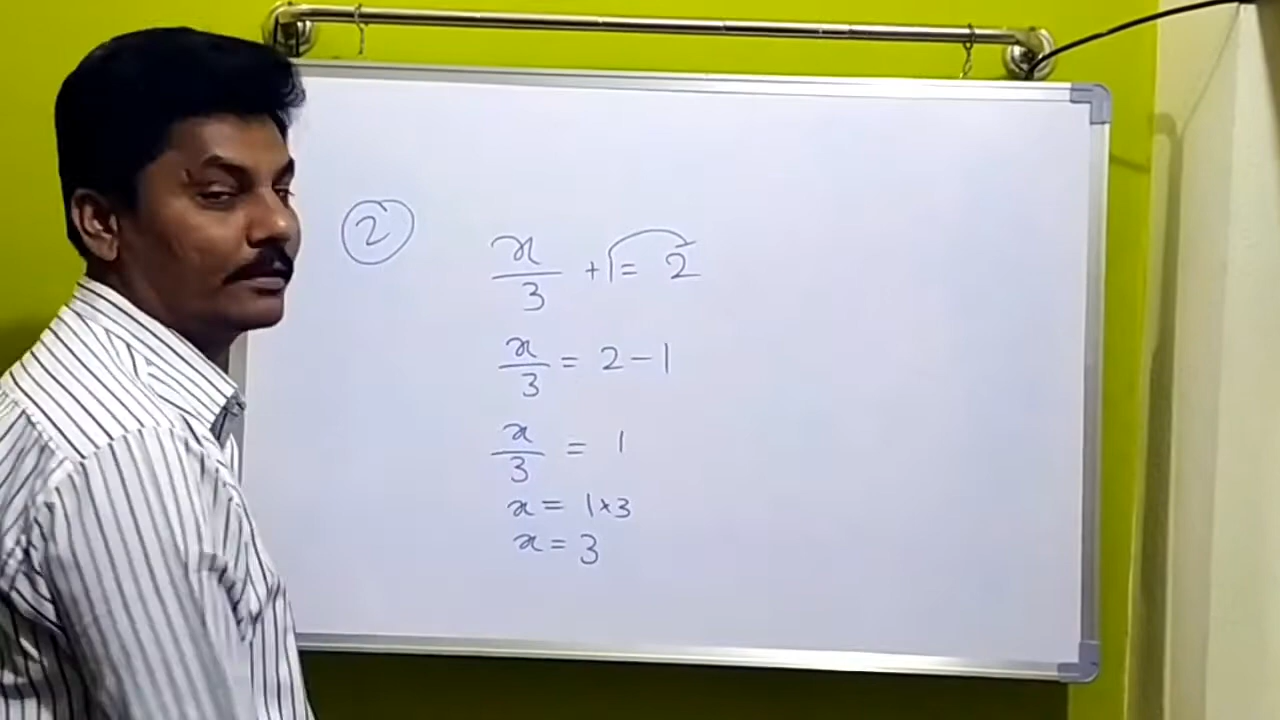 2
x/3 + 1 = 2
x/3 = 2 - 1
x/3 = 1
x = 1 × 3
x = 3